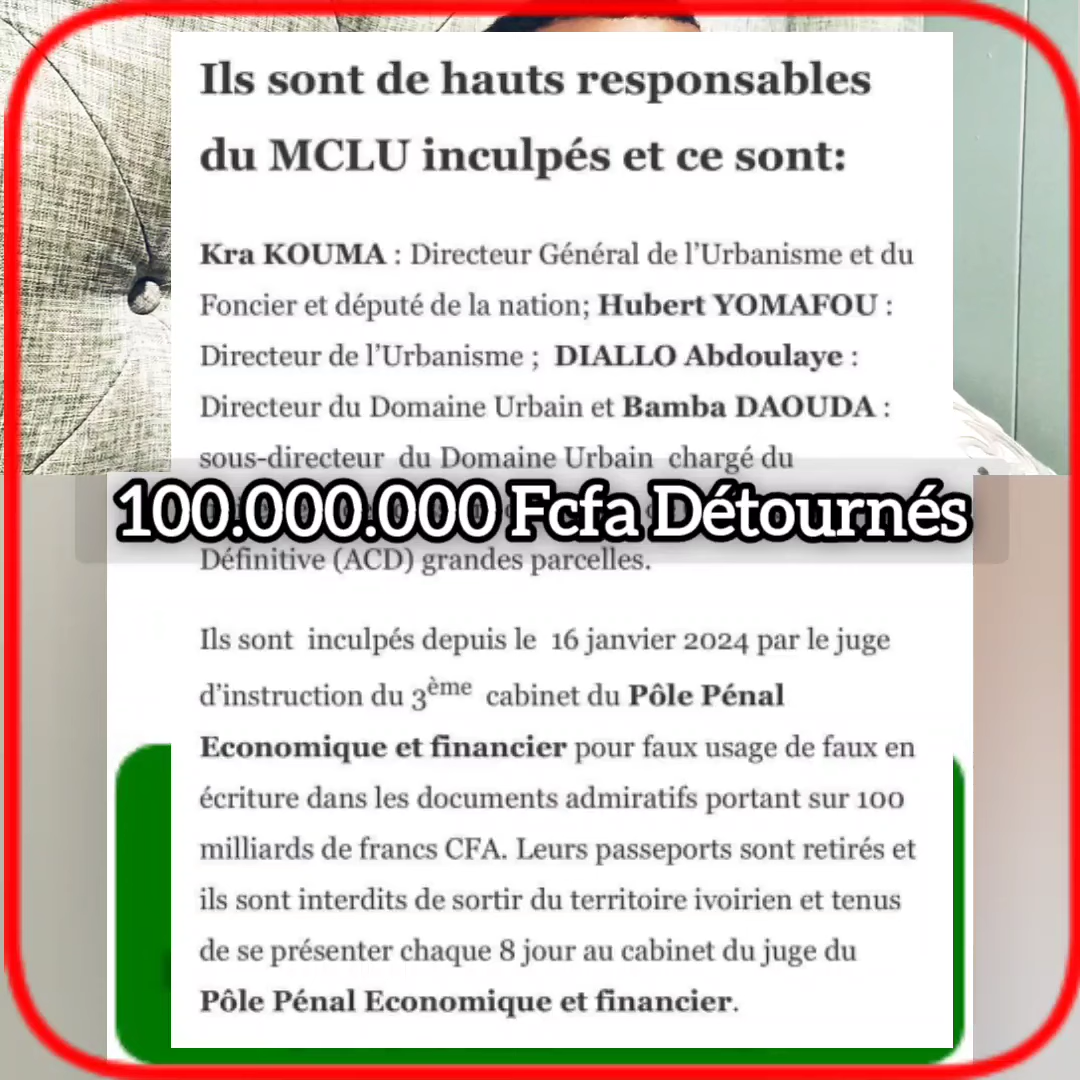 Ils sont de hauts responsables
du MCLU inculpés et ce sont:
Kra KOUMA : Directeur Général de l'Urbanisme et du
Foncier et député de la nation; Hubert YOMAFOU :
Directeur de l'Urbanisme ; DIALLO Abdoulaye :
Directeur du Domaine Urbain et Bamba DAOUDA :
sous-directeur du Domaine Urbain chargé du
100.000.000 Fcfa Détournés
Définitive (ACD) grandes parcelles.
Ils sont inculpés depuis le 16 janvier 2024 par le juge
d'instruction du 3ème cabinet du Pôle Pénal
Economique et financier pour faux usage de faux en
écriture dans les documents admiratifs portant sur 100
milliards de francs CFA. Leurs passeports sont retirés et
ils sont interdits de sortir du territoire ivoirien et tenus
de se présenter chaque 8 jour au cabinet du juge du
Pôle Pénal Economique et financier.